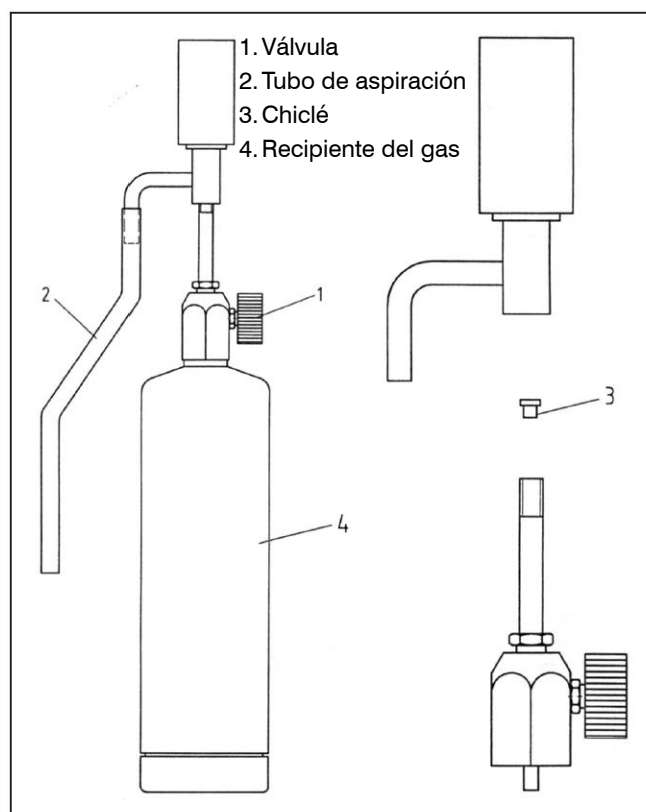 1. Válvula
2. Tubo de aspiración
3. Chiclé
4. Recipiente del gas
1
2
3
4